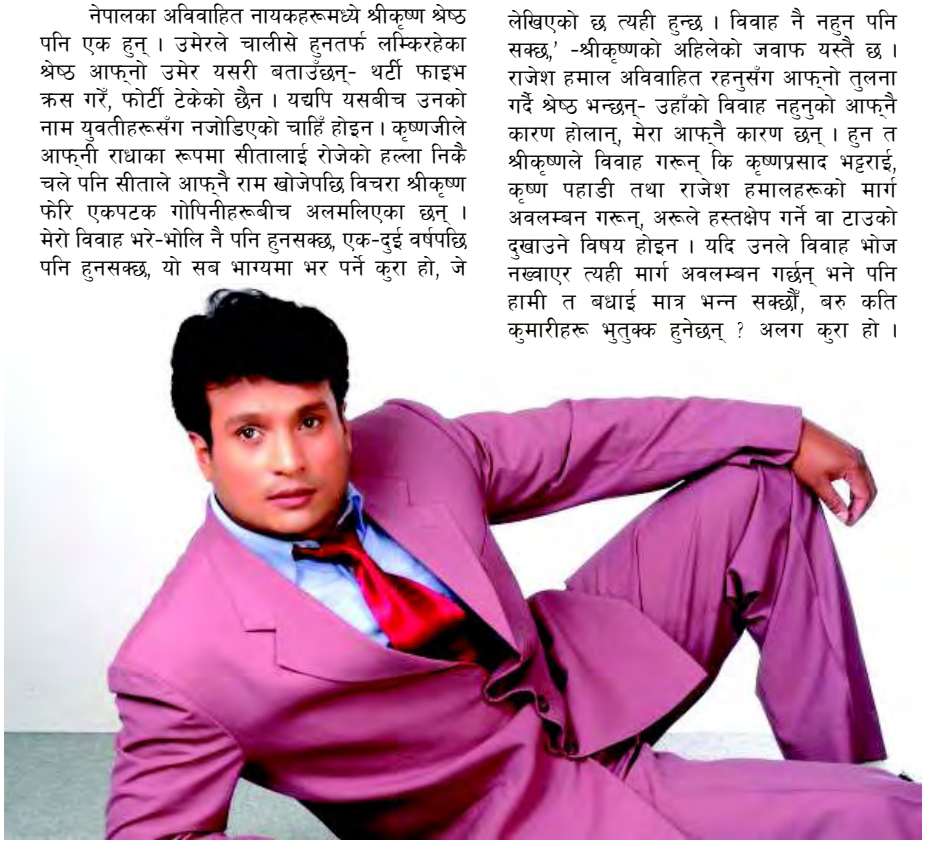 नेपालका अविवाहित नायकहरूमध्ये श्रीकृष्ण श्रेष्ठ
पनि एक हुन् । उमेरले चालीसे हुनतर्फ लम्किरहेका
श्रेष्ठ आफ्नो उमेर यसरी बताउँछन्- थर्टी फाइभ
क्रस गरें, फोर्टी टेकेको छैन । यद्यपि यसबीच उनको
नाम युवतीहरूसँग नजोडिएको चाहिँ होइन । कृष्णजीले
आफ्नी राधाका रूपमा सीतालाई रोजेको हल्ला निकै
चले पनि सीताले आफ्नै राम खोजेपछि विचरा श्रीकृष्ण
फेरि एकपटक गोपिनीहरूबीच अलमलिएका छन् ।
मेरो विवाह भरे-भोलि नै पनि हुनसक्छ, एक-दुई वर्षपछि
पनि हुनसक्छ, यो सब भाग्यमा भर पर्ने कुरा हो, जे
लेखिएको छ त्यही हुन्छ । विवाह नै नहुन पनि
सक्छ,' -श्रीकृष्णको अहिलेको जवाफ यस्तै छ ।
राजेश हमाल अविवाहित रहनुसँग आफ्नो तुलना
गर्दै श्रेष्ठ भन्छन्- उहाँको विवाह नहुनुको आफ्नै
कारण होलान्, मेरा आफ्नै कारण छन् । हुन त
श्रीकृष्णले विवाह गरून् कि कृष्णप्रसाद भट्टराई,
कृष्ण पहाडी तथा राजेश हमालहरूको मार्ग
अवलम्बन गरून्, अरूले हस्तक्षेप गर्ने वा टाउको
दुखाउने विषय होइन । यदि उनले विवाह भोज
नख्वाएर त्यही मार्ग अवलम्बन गर्छन् भने पनि
हामी त बधाई मात्र भन्न सक्छौँ, बरु कति
कुमारीहरू भुतुक्क हुनेछन् ? अलग कुरा हो ।